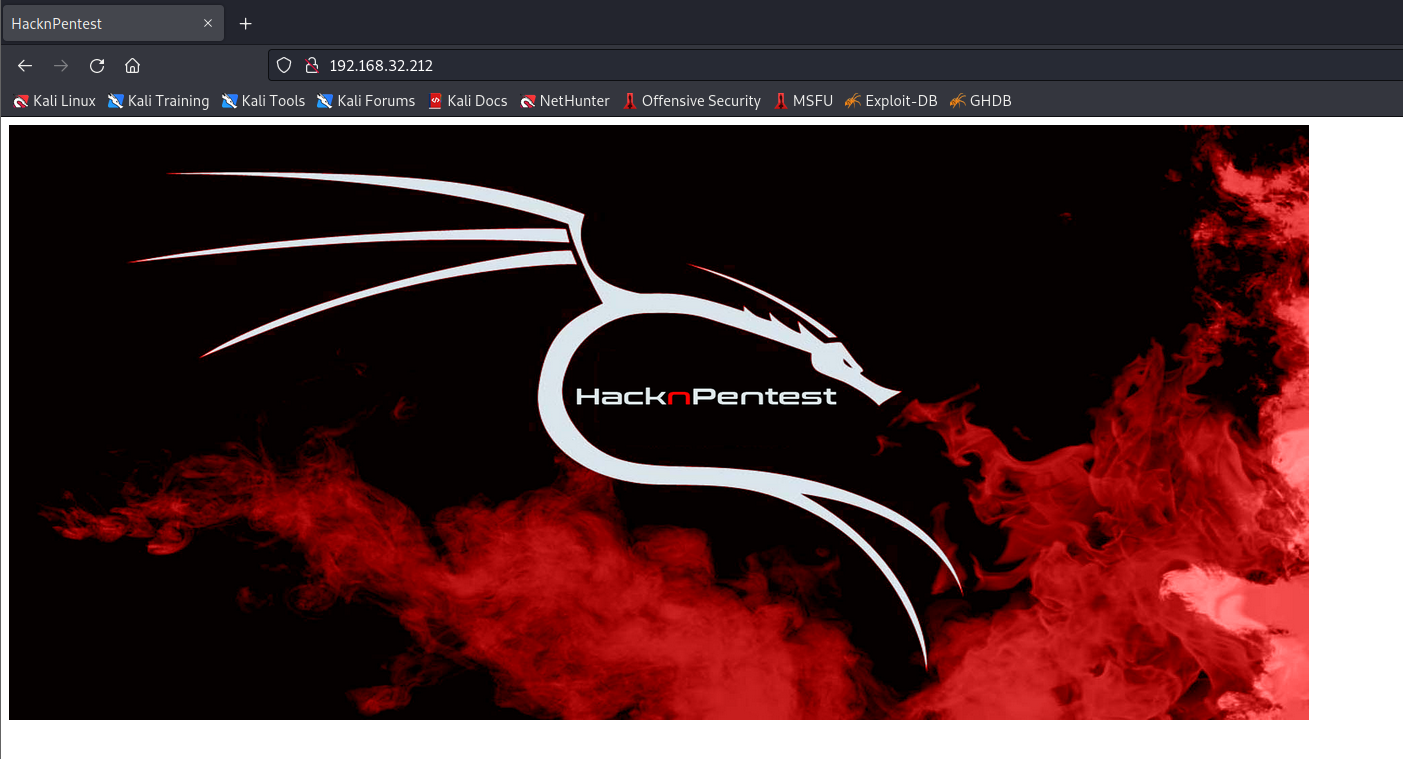 HacknPentest
192.168.32.212
Kali Linux Kali Training Kali Tools Kali Forums Kali Docs NetHunter Offensive Security MSFU Exploit-DB GHDB
HacknPentest